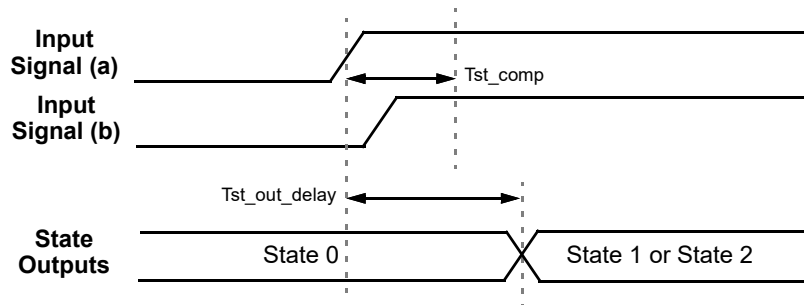 Input
Signal (a)
Tst_comp
Input
Signal (b)
Tst_out_delay
State
Outputs
State 0
State 1 or State 2